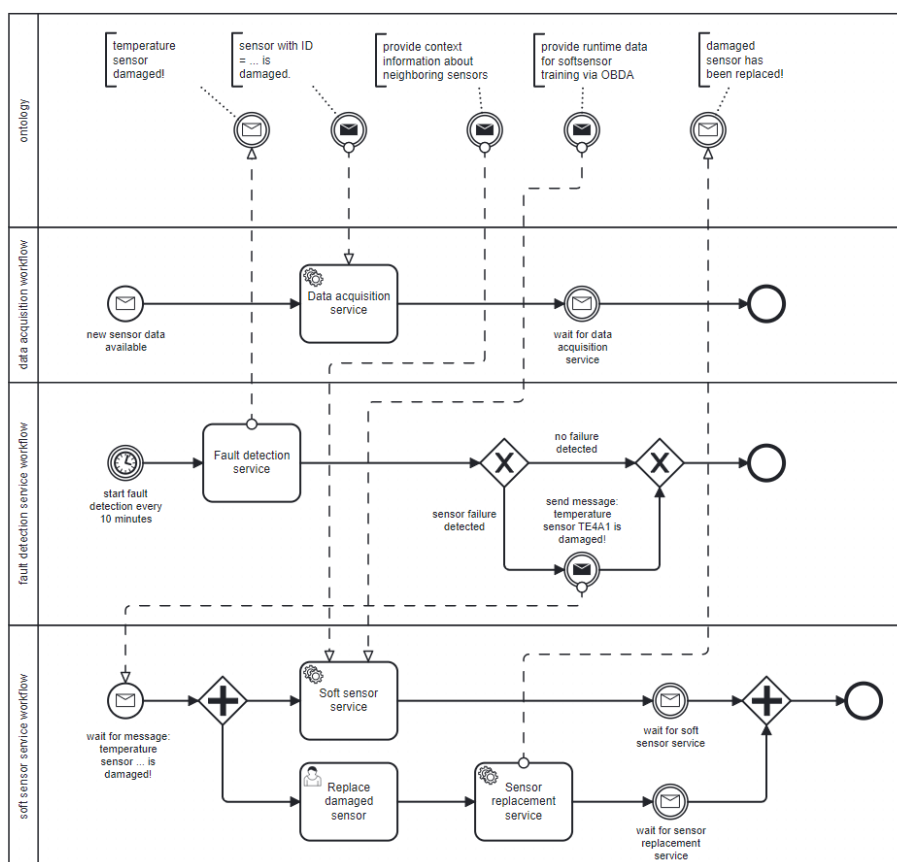 ontology
temperature
sensor
damaged!
sensor with ID
= ... is
damaged.
provide context
information about
neighboring sensors
provide runtime data
for softsensor
training via OBDA
damaged
sensor has
been replaced!
data acquisition workflow
new sensor data
available
Data acquisition
service
wait for data
acquisition
service
fault detection service workflow
start fault
detection every
10 minutes
Fault detection
service
no failure
detected
sensor failure
detected
send message:
temperature
sensor TE4A1 is
damaged!
soft sensor service workflow
wait for message:
temperature
sensor ... is
damaged!
Soft sensor
service
wait for soft
sensor service
Replace
damaged
sensor
Sensor
replacement
service
wait for sensor
replacement
service